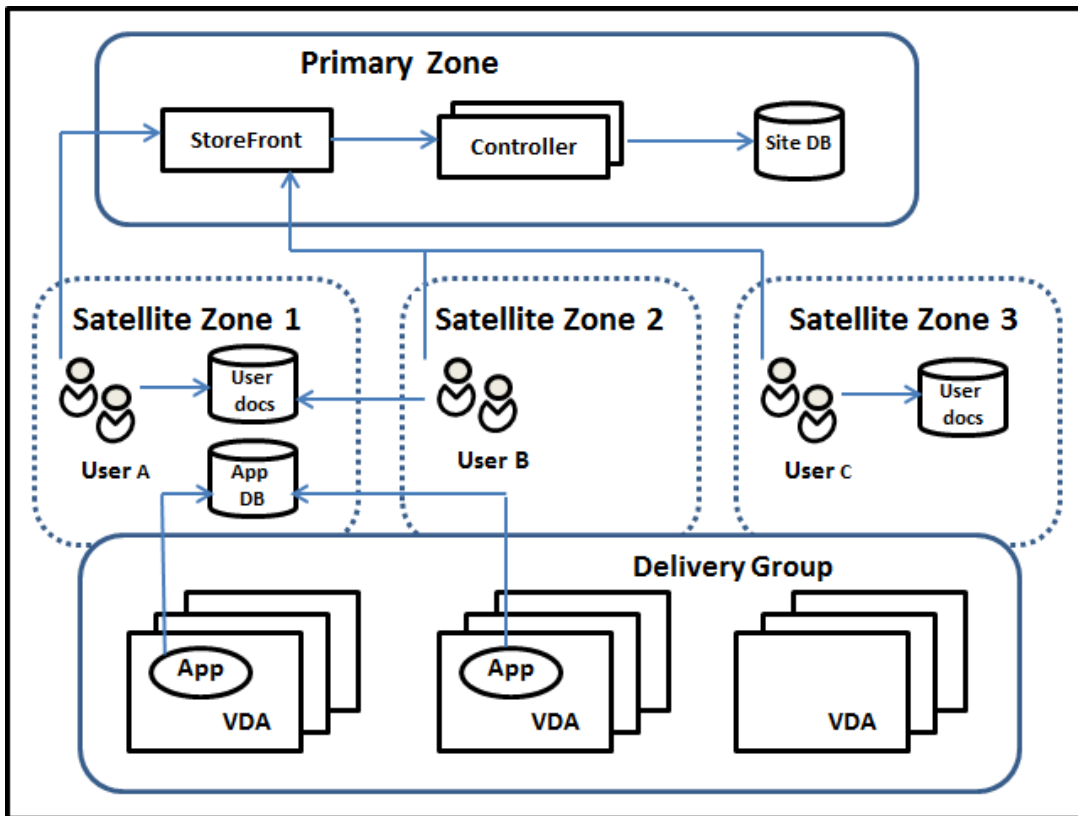 Primary Zone
StoreFront
Controller
Site DB
Satellite Zone 1
User
docs
User A
App
DB
Satellite Zone 2
User B
Satellite Zone 3
User
docs
User C
Delivery Group
App
VDA
App
VDA
VDA